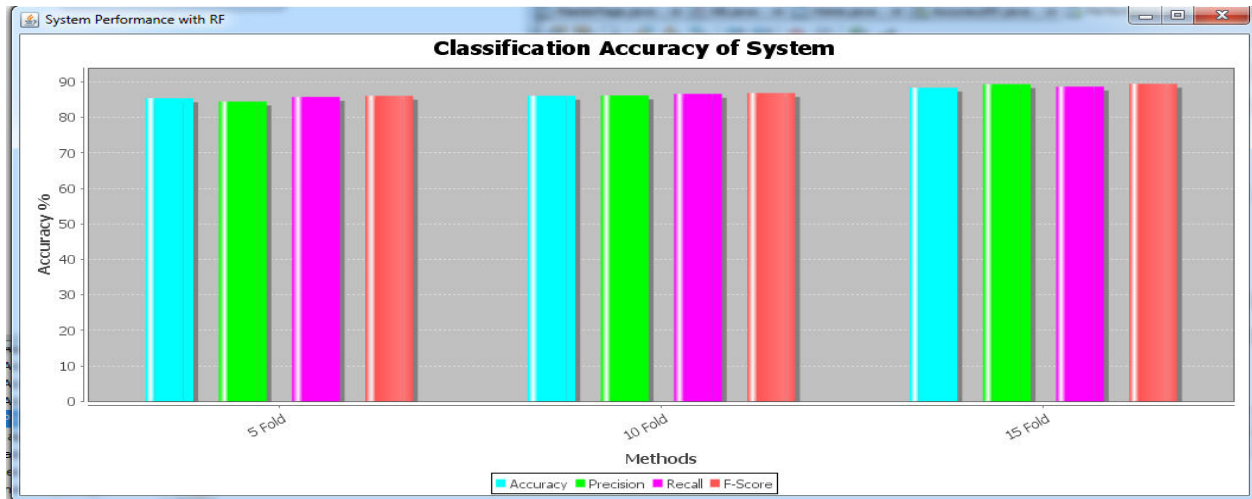 System Performance with RF
Classification Accuracy of System
Accuracy %
90
80
70
60
50
40
30
20
10
0
5 Fold
10 Fold
15 Fold
Methods
Accuracy Precision Recall F-Score